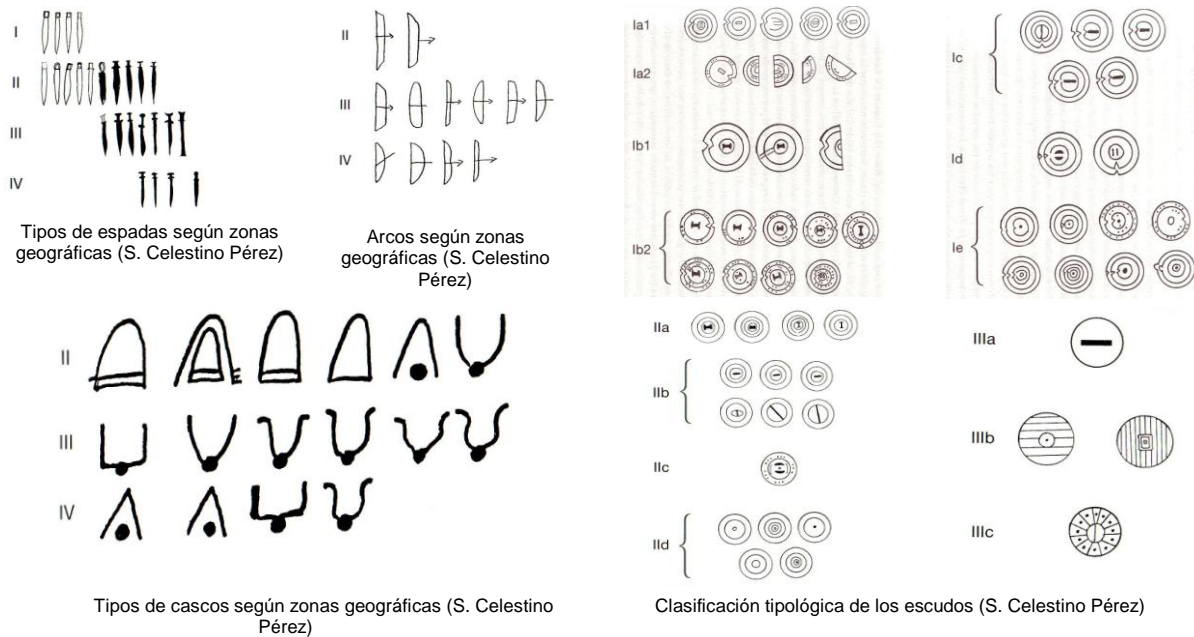 I
II
III
IV
Tipos de espadas según zonas
geográficas (S. Celestino Pérez)
II
III
IV
Arcos según zonas
geográficas (S. Celestino
Pérez)
II
III
IV
Tipos de cascos según zonas geográficas (S. Celestino
Pérez)
Ia1
Ia2
Ib1
Ib2
Ic
Id
Ie
IIa
IIb
IIc
IId
IIIa
IIIb
IIIc
Clasificación tipológica de los escudos (S. Celestino Pérez)